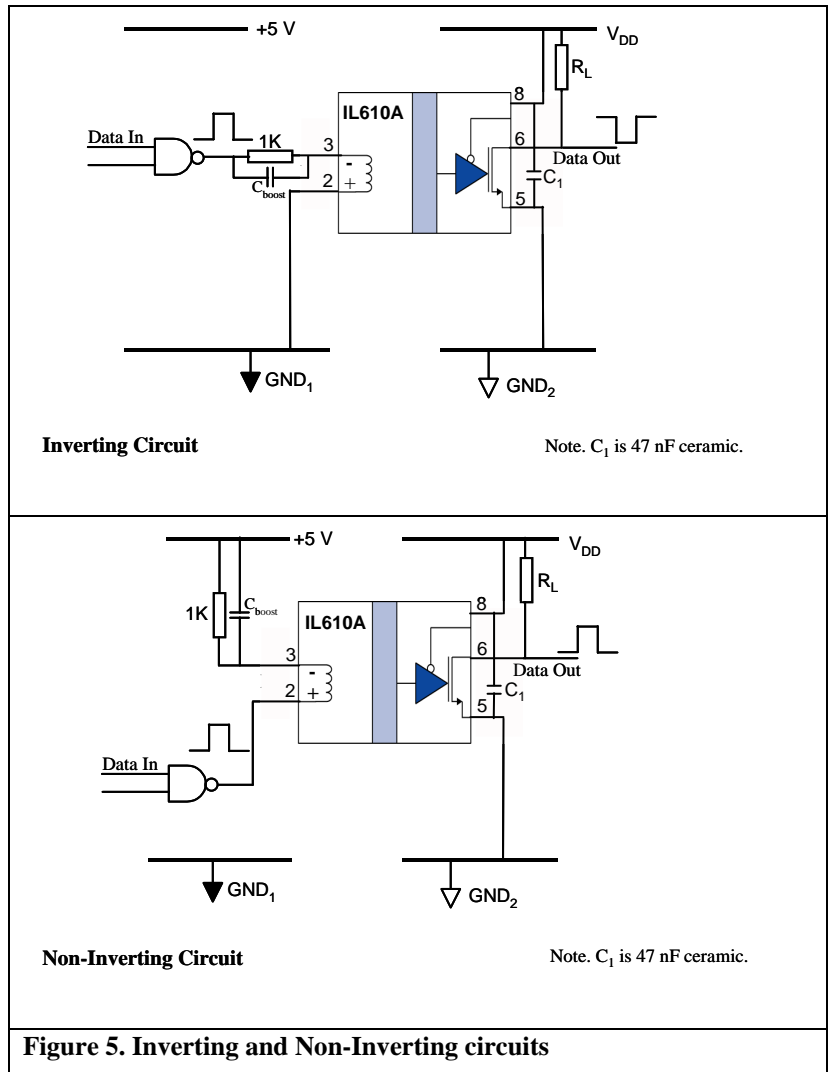 +5 V
V_DD
R_L
8
IL610A
Data In
1K
3
6
Data Out
-
C_boost
2
+
C_1
5
GND_1
GND_2
Inverting Circuit
Note. C_1 is 47 nF ceramic.
+5 V
V_DD
R_L
1K
C_boost
8
IL610A
3
6
Data Out
-
2
+
C_1
5
Data In
GND_1
GND_2
Non-Inverting Circuit
Note. C_1 is 47 nF ceramic.
Figure 5. Inverting and Non-Inverting circuits